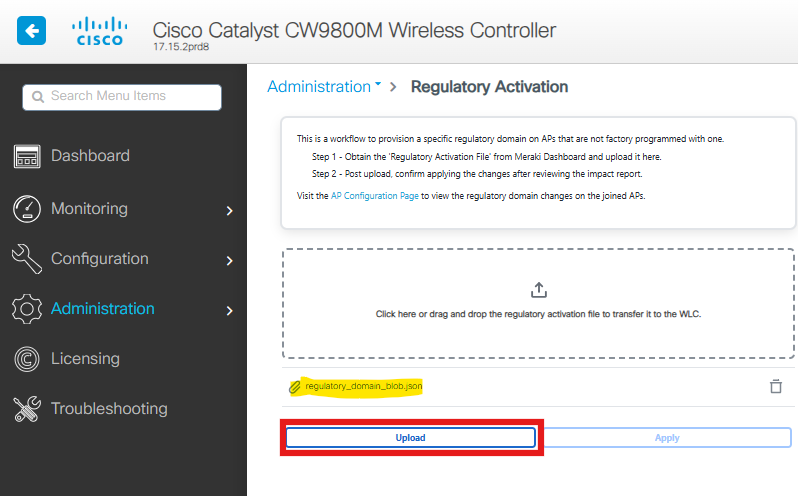 CISCO
Cisco Catalyst CW9800M Wireless Controller
17.15.2prd8
Search Menu Items
Dashboard
Monitoring
Configuration
Administration
Licensing
Troubleshooting
Administration > Regulatory Activation
This is a workflow to provision a specific regulatory domain on APs that are not factory programmed with one.
Step 1 - Obtain the 'Regulatory Activation File' from Meraki Dashboard and upload it here.
Step 2 - Post upload, confirm applying the changes after reviewing the impact report.
Visit the AP Configuration Page to view the regulatory domain changes on the joined APs.
Click here or drag and drop the regulatory activation file to transfer it to the WLC.
regulatory_domain_blob.json
Upload Apply